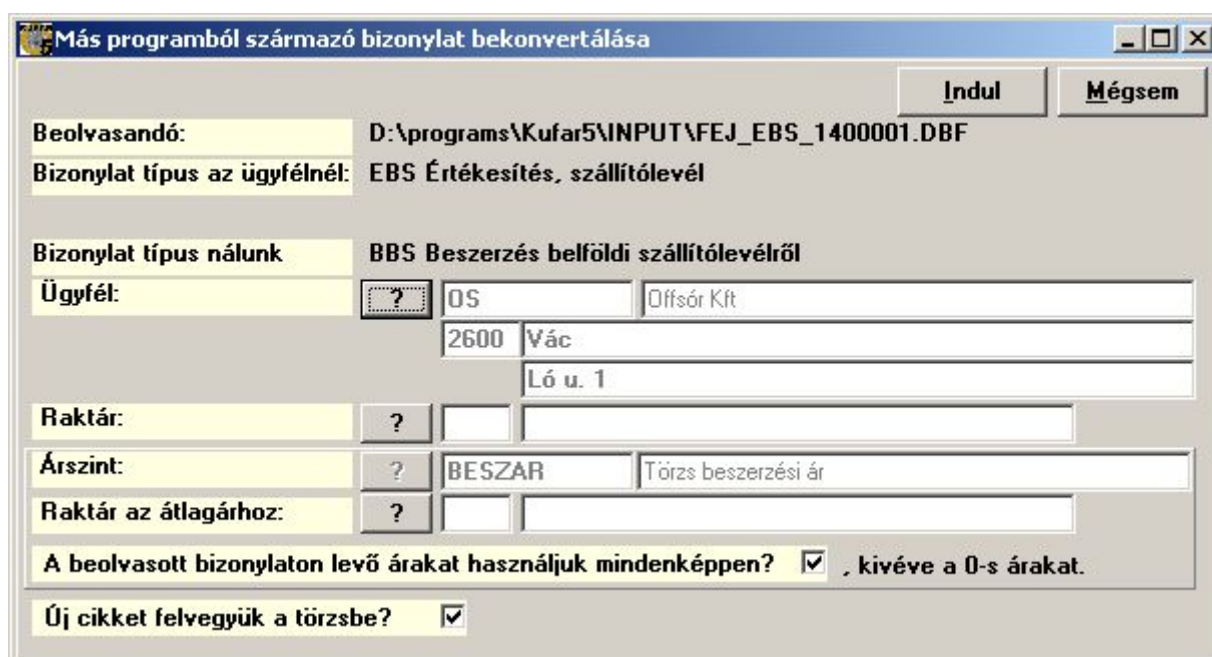 Más programból származó bizonylat bekonvertálása
Indul Mégsem
Beolvasandó: D:\programs\Kufar5\INPUT\FEJ_EBS_1400001.DBF
Bizonylat típus az ügyfélnél: EBS Értékesítés, szállítólevél
Bizonylat típus nálunk BBS Beszerzés belföldi szállítólevélről
Ügyfél: ? OS Offsór Kft
2600 Vác
Ló u. 1
Raktár: ?
Árszint: ? BESZAR Törzs beszerzési ár
Raktár az átlagárhoz: ?
A beolvasott bizonylaton levő árakat használjuk mindenképpen? , kivéve a 0-s árakat.
Új cikket felvegyük a törzsbe?